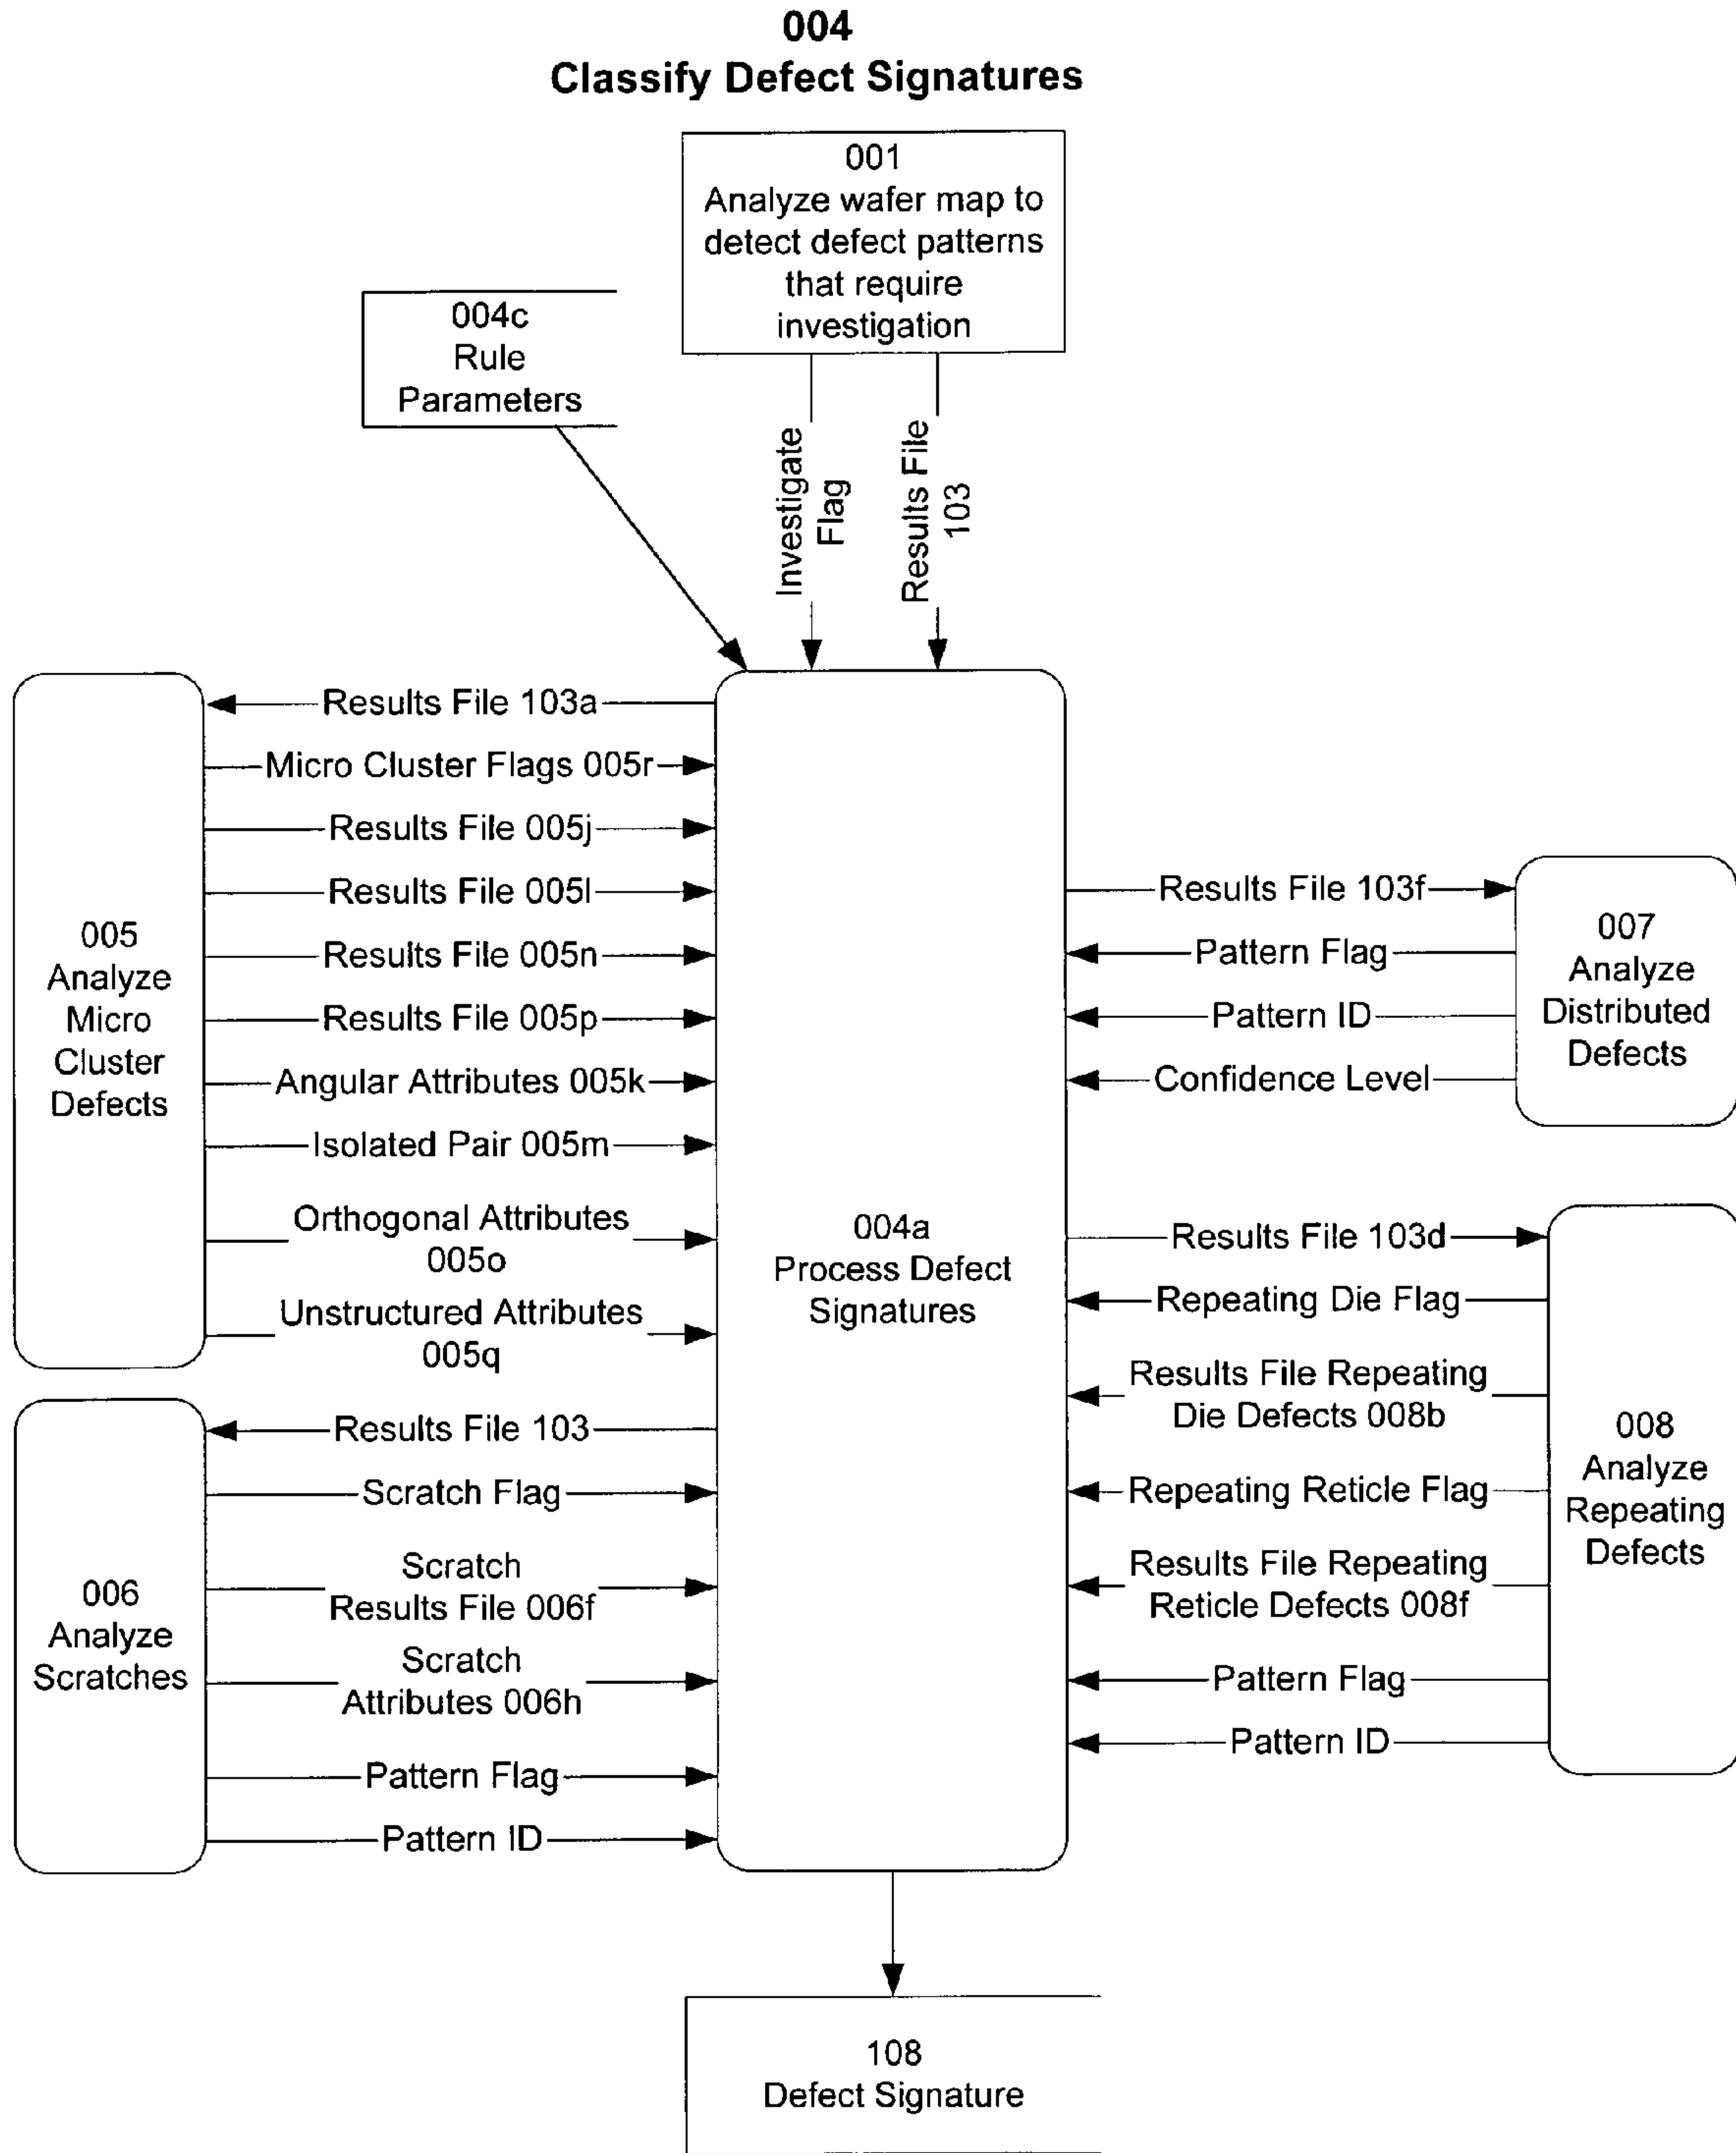 004
Classify Defect Signatures
001
Analyze wafer map to
detect defect patterns
that require
investigation
004c
Rule
Parameters
Investigate
Flag
Results File
103
005
Analyze
Micro
Cluster
Defects
Results File 103a
Micro Cluster Flags 005r
Results File 005j
Results File 005l
Results File 005n
Results File 005p
Angular Attributes 005k
Isolated Pair 005m
Orthogonal Attributes
005o
Unstructured Attributes
005q
006
Analyze
Scratches
Results File 103
Scratch Flag
Scratch
Results File 006f
Scratch
Attributes 006h
Pattern Flag
Pattern ID
004a
Process Defect
Signatures
Results File 103f
Pattern Flag
Pattern ID
Confidence Level
007
Analyze
Distributed
Defects
Results File 103d
Repeating Die Flag
Results File Repeating
Die Defects 008b
Repeating Reticle Flag
Results File Repeating
Reticle Defects 008f
Pattern Flag
Pattern ID
008
Analyze
Repeating
Defects
108
Defect Signature